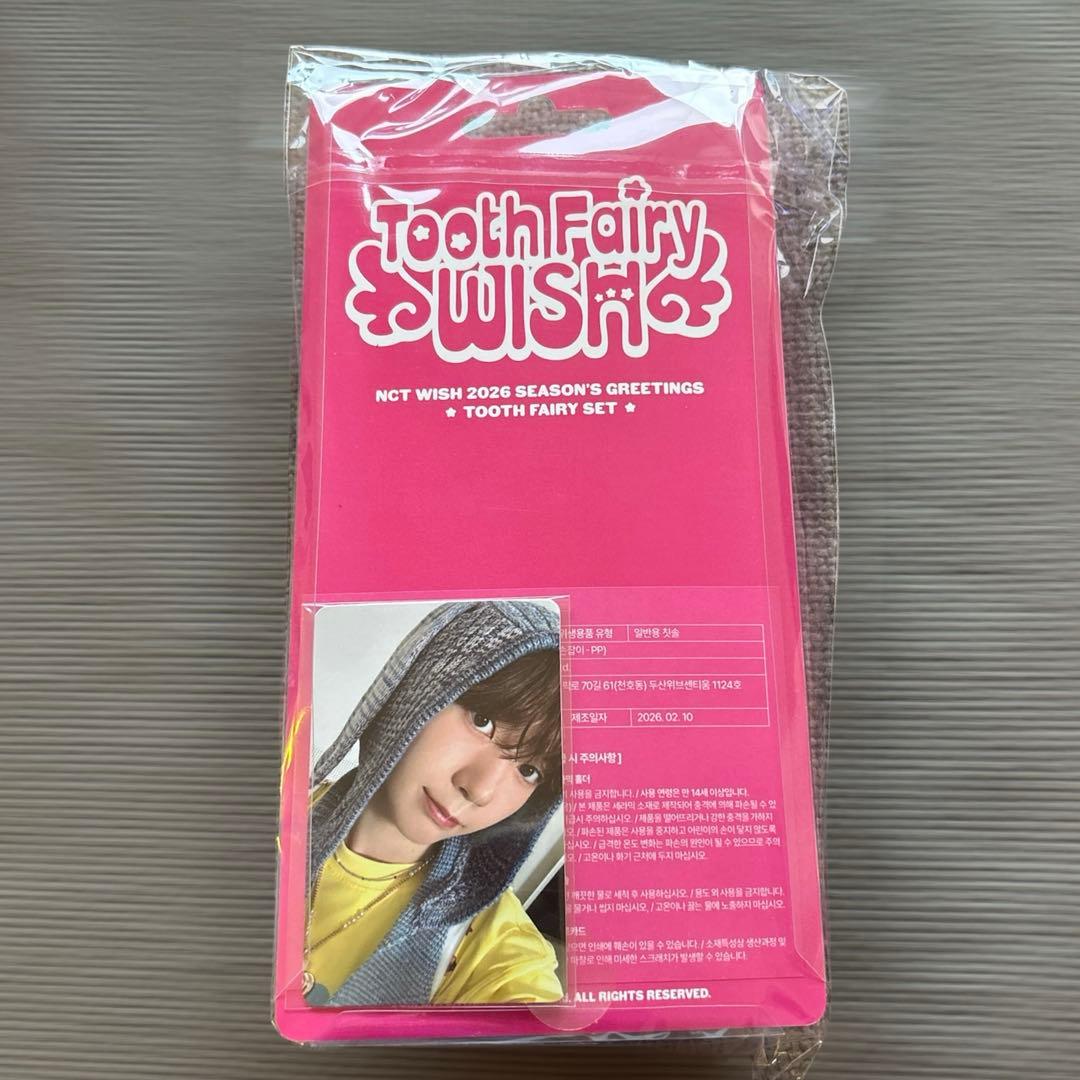 Tooth Fairy
WISH
NCT WISH 2026 SEASON'S GREETINGS
★ TOOTH FAIRY SET ★
위생용품 유형 일반용 칫솔
손잡이 - PP)
d.
로 70길 61(천호동) 두산위브센티움 1124호
제조일자 2026. 02. 10
시 주의사항 ]
홀더
사용을 금지합니다. / 사용 연령은 만 14세 이상입니다.
/ 본 제품은 세라믹 소재로 제작되어 충격에 의해 파손될 수 있
급시 주의하십시오. / 제품을 떨어뜨리거나 강한 충격을 가하지
오. / 파손된 제품은 사용을 중지하고 어린이의 손이 닿지 않도록
십시오. / 급격한 온도 변화는 파손의 원인이 될 수 있으므로 주의
오. / 고온이나 화기 근처에 두지 마십시오.
깨끗한 물로 세척 후 사용하십시오. / 용도 외 사용을 금지합니다.
을 물거나 씹지 마십시오. / 고온이나 끓는 물에 노출하지 마십시오.
카드
으면 인쇄에 훼손이 있을 수 있습니다. / 소재특성상 생산과정 및
마찰로 인해 미세한 스크래치가 발생할 수 있습니다.
ALL RIGHTS RESERVED.